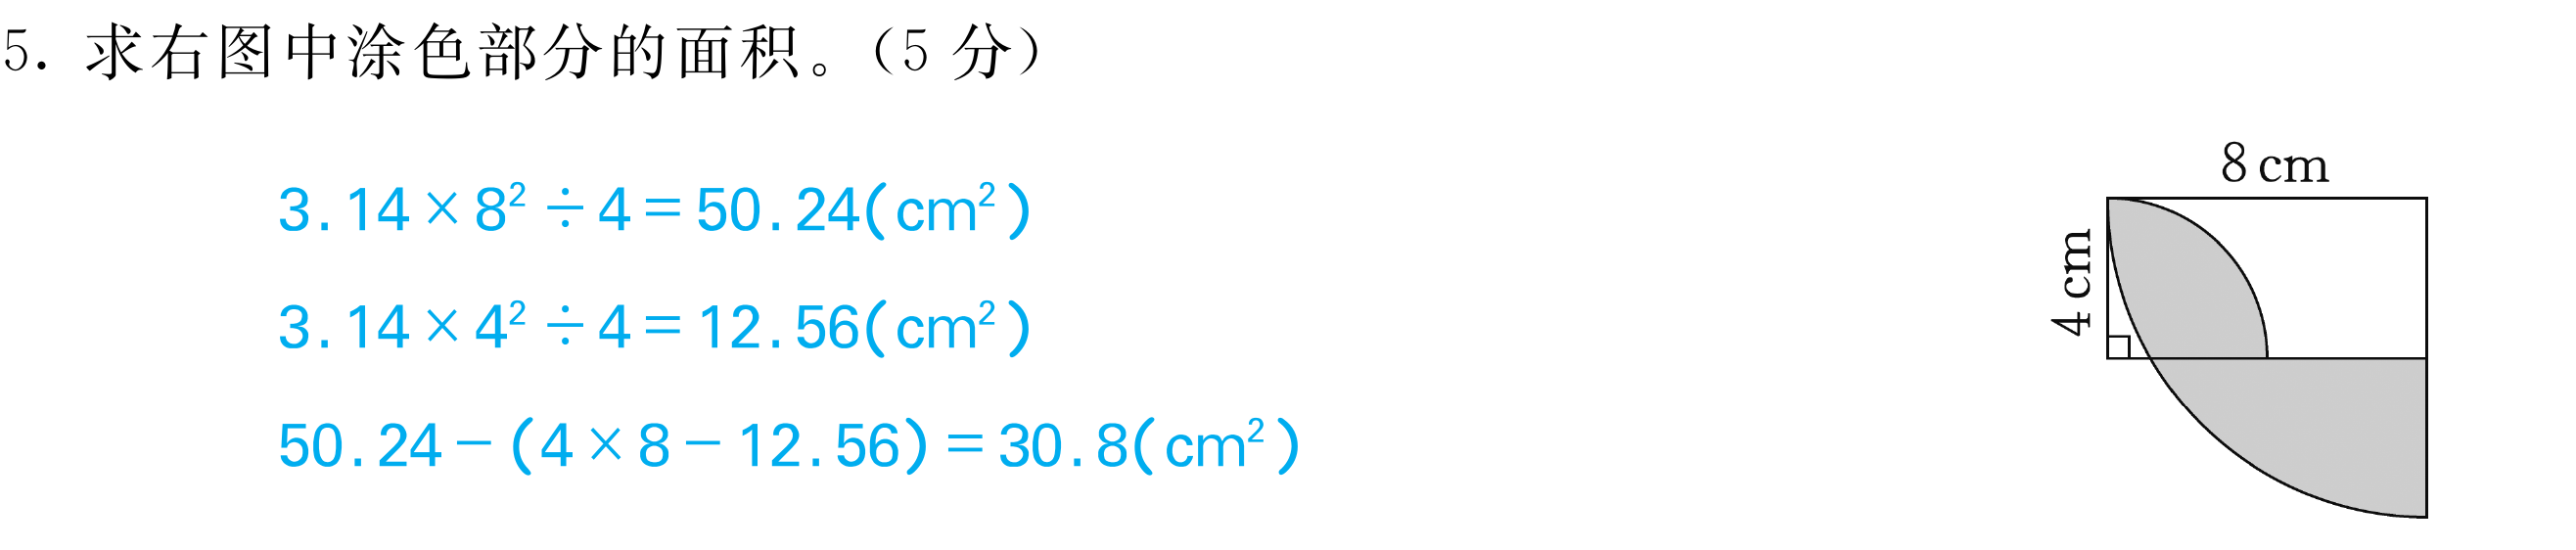 5. 求右图中涂色部分的面积。(5 分)
8 cm
4 cm
3.14×8²÷4=50.24(cm²)
3.14×4²÷4=12.56(cm²)
50.24-(4×8-12.56)=30.8(cm²)